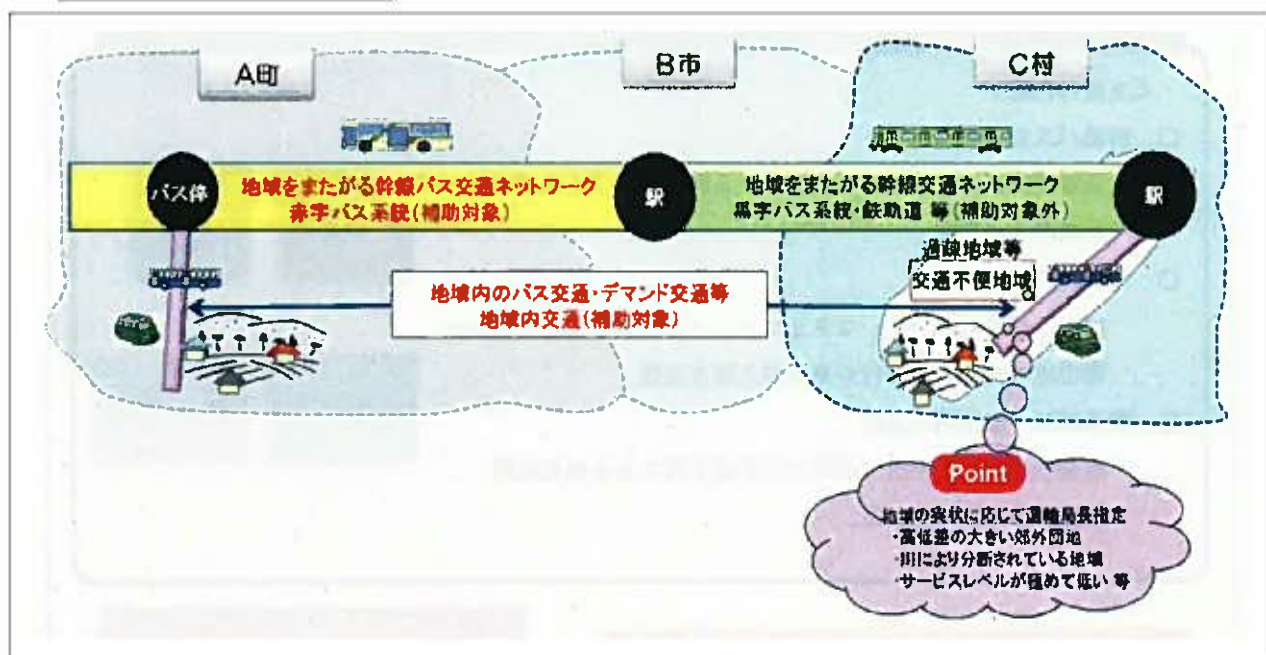 A町
B市
C村
バス停
地域をまたがる幹線バス交通ネットワーク
赤字バス系統(補助対象)
駅
地域をまたがる幹線交通ネットワーク
黒字バス系統・鉄軌道 等(補助対象外)
駅
過疎地域等
交通不便地域
地域内のバス交通・デマンド交通等
地域内交通(補助対象)
Point
地域の実状に応じて運輸局長指定
・高低差の大きい郊外団地
・川により分断されている地域
・サービスレベルが極めて低い 等